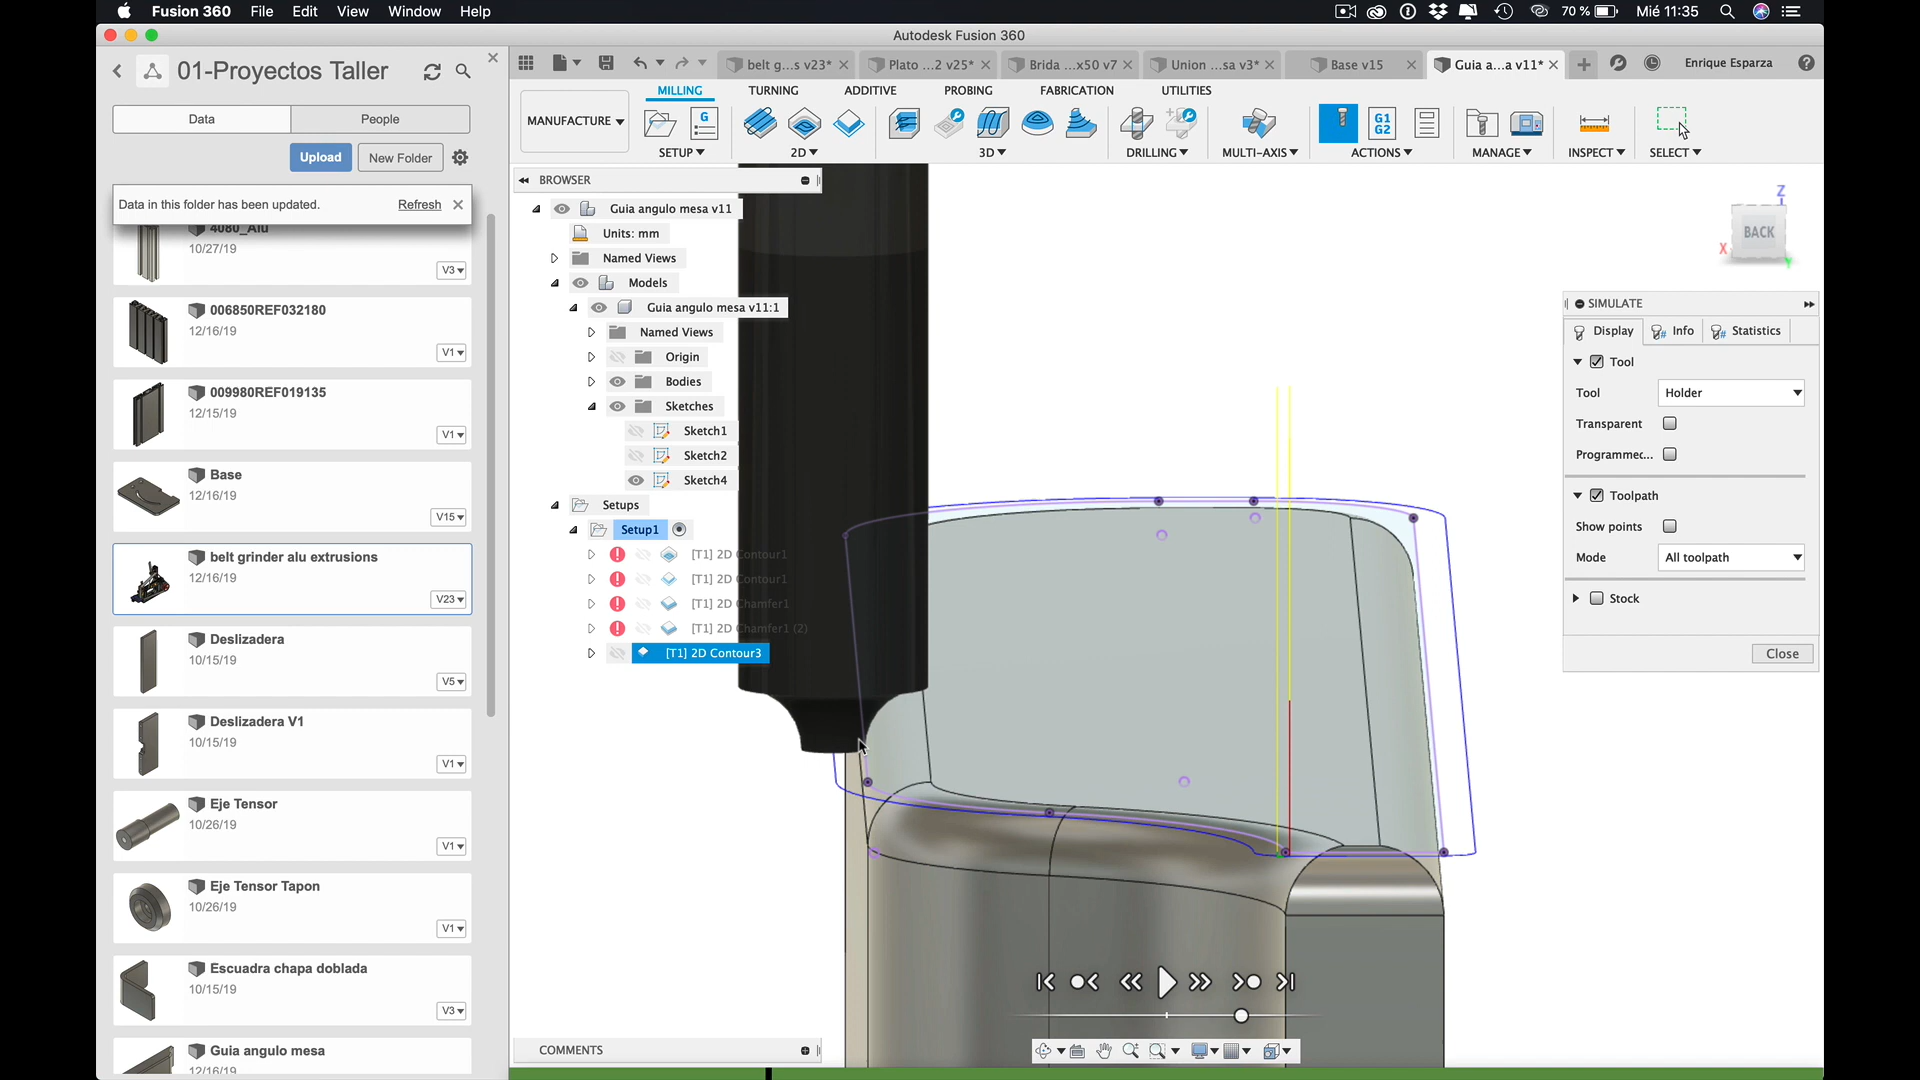 Fusion 360 File Edit View Window Help
70 % Mié 11:35
Autodesk Fusion 360
01-Proyectos Taller
Data People
Upload New Folder
Data in this folder has been updated. Refresh
4080_Alu
10/27/19
V3
006850REF032180
12/16/19
V1
009980REF019135
12/15/19
V1
Base
12/16/19
V15
belt grinder alu extrusions
12/16/19
V23
Deslizadera
10/15/19
V5
Deslizadera V1
10/15/19
V1
Eje Tensor
10/26/19
V1
Eje Tensor Tapon
10/26/19
V1
Escuadra chapa doblada
10/15/19
V3
Guia angulo mesa
12/16/19
belt g...s v23* Plato ...2 v25* Brida ...x50 v7 Union ...sa v3* Base v15 Guia a...a v11* Enrique Esparza
MILLING TURNING ADDITIVE PROBING FABRICATION UTILITIES
MANUFACTURE
G
G1
G2
SETUP 2D 3D DRILLING MULTI-AXIS ACTIONS MANAGE INSPECT SELECT
BROWSER
Guia angulo mesa v11
Units: mm
Named Views
Models
Guia angulo mesa v11:1
Named Views
Origin
Bodies
Sketches
Sketch1
Sketch2
Sketch4
Setups
Setup1
[T1] 2D Contour1
[T1] 2D Contour1
[T1] 2D Chamfer1
[T1] 2D Chamfer1 (2)
[T1] 2D Contour3
Z
BACK
X
Y
SIMULATE
Display Info Statistics
Tool
Tool Holder
Transparent
Programmec...
Toolpath
Show points
Mode All toolpath
Stock
Close
COMMENTS